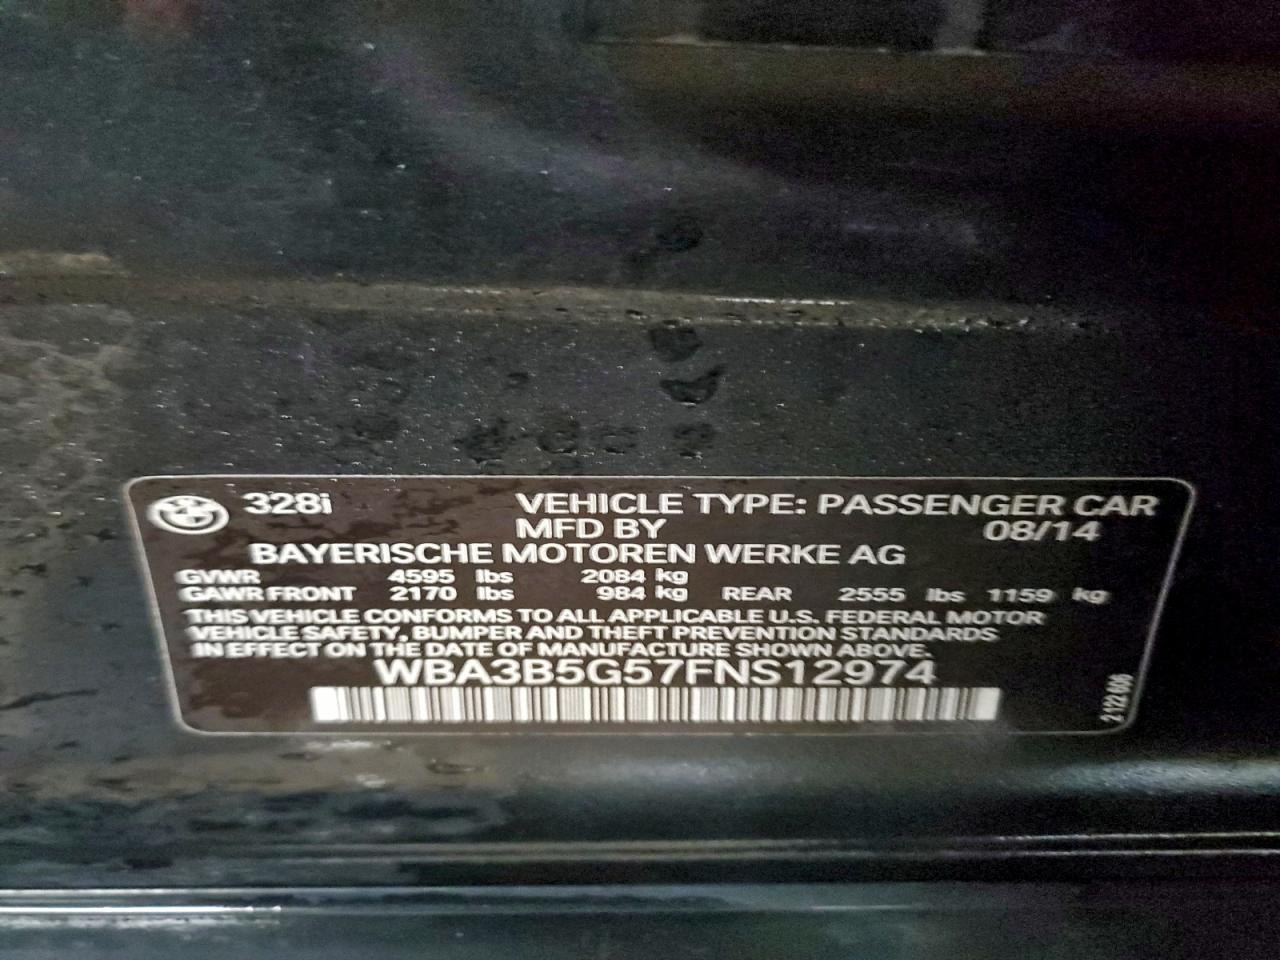 328i VEHICLE TYPE: PASSENGER CAR
MFD BY 08/14
BAYERISCHE MOTOREN WERKE AG
GVWR 4595 lbs 2084 kg
GAWR FRONT 2170 lbs 984 kg REAR 2555 lbs 1159 kg
THIS VEHICLE CONFORMS TO ALL APPLICABLE U.S. FEDERAL MOTOR
VEHICLE SAFETY, BUMPER AND THEFT PREVENTION STANDARDS
IN EFFECT ON THE DATE OF MANUFACTURE SHOWN ABOVE.
WBA3B5G57FNS12974
2122606